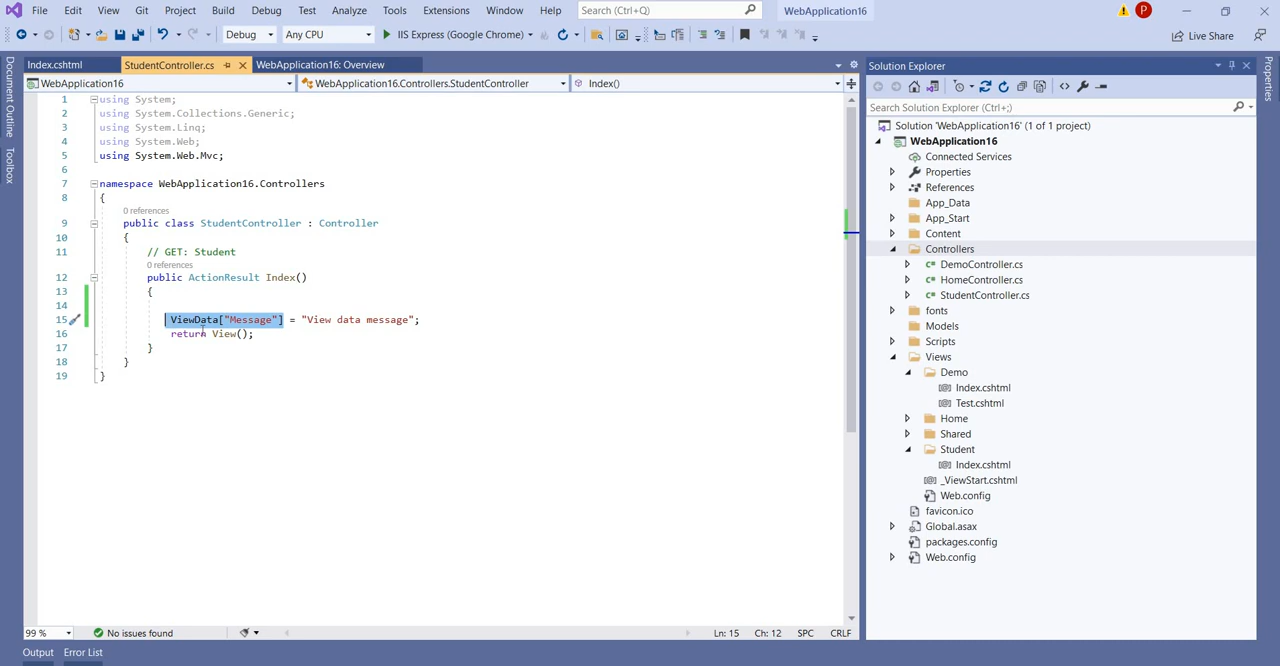 File Edit View Git Project Build Debug Test Analyze Tools Extensions Window Help Search (Ctrl+Q) WebApplication16 P
Debug Any CPU IIS Express (Google Chrome) Live Share
Index.cshtml StudentController.cs WebApplication16: Overview
WebApplication16 WebApplication16.Controllers.StudentController Index()
Document Outline
Toolbox
1 using System;
2 using System.Collections.Generic;
3 using System.Linq;
4 using System.Web;
5 using System.Web.Mvc;
6
7 namespace WebApplication16.Controllers
8 {
0 references
9 public class StudentController : Controller
10 {
11 // GET: Student
0 references
12 public ActionResult Index()
13 {
14
15 ViewData["Message"] = "View data message";
16 return View();
17 }
18 }
19 }
99 % No issues found Ln: 15 Ch: 12 SPC CRLF
Output Error List
Solution Explorer
Search Solution Explorer (Ctrl+;)
Solution 'WebApplication16' (1 of 1 project)
WebApplication16
Connected Services
Properties
References
App_Data
App_Start
Content
Controllers
DemoController.cs
HomeController.cs
StudentController.cs
fonts
Models
Scripts
Views
Demo
Index.cshtml
Test.cshtml
Home
Shared
Student
Index.cshtml
_ViewStart.cshtml
Web.config
favicon.ico
Global.asax
packages.config
Web.config
Properties